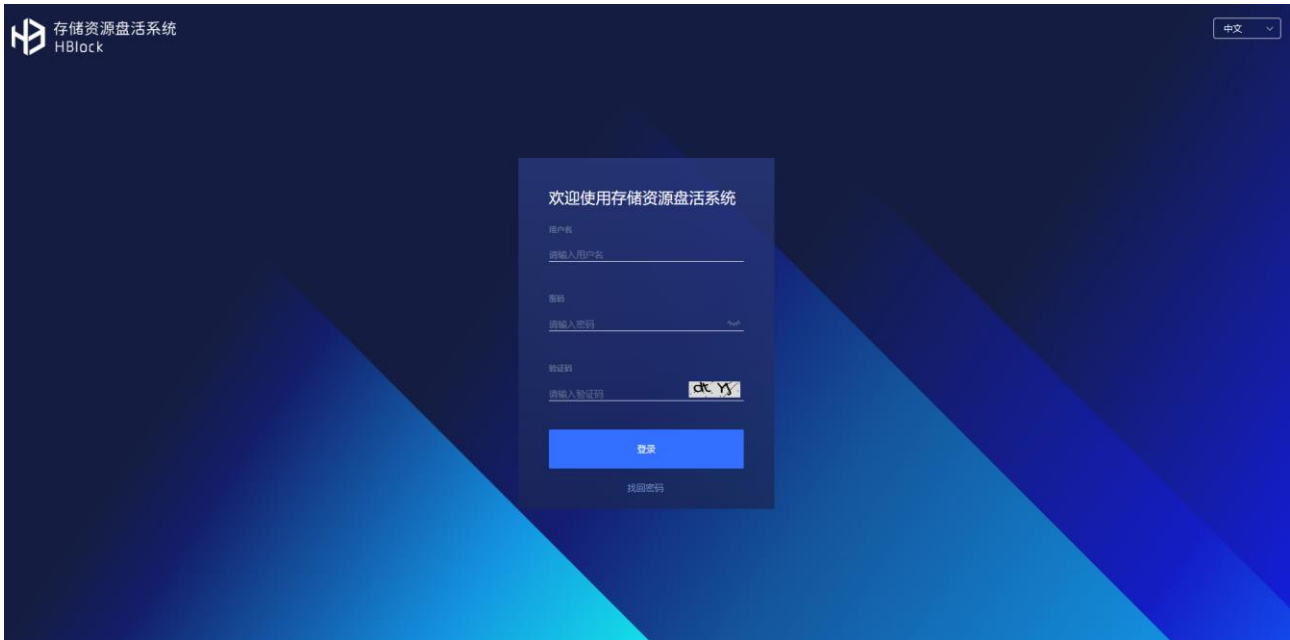 存储资源盘活系统
HBlock
中文
欢迎使用存储资源盘活系统
用户名
请输入用户名
密码
请输入密码
验证码
请输入验证码
登录
找回密码